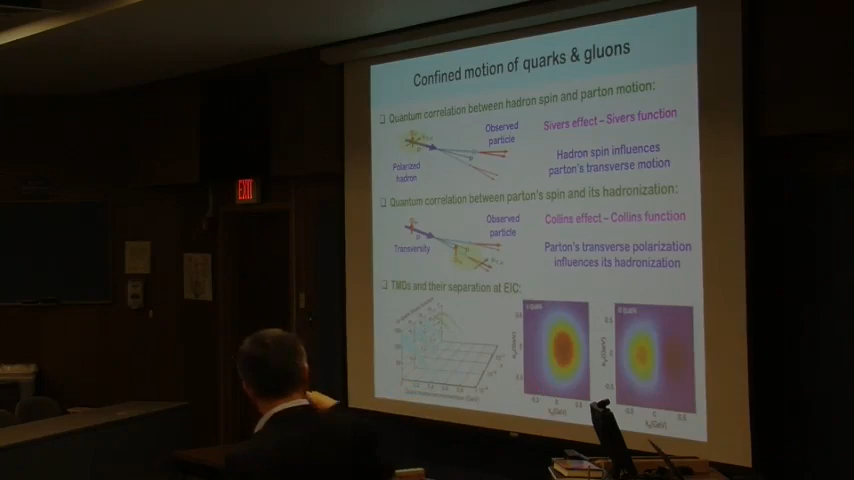 EXIT
Confined motion of quarks & gluons
❑ Quantum correlation between hadron spin and parton motion:
Observed
particle
Sivers effect – Sivers function
Polarized
hadron
Hadron spin influences
parton's transverse motion
❑ Quantum correlation between parton's spin and its hadronization:
Observed
particle
Collins effect – Collins function
Transversity
Parton's transverse polarization
influences its hadronization
❑ TMDs and their separation at EIC:
u quark
d quark